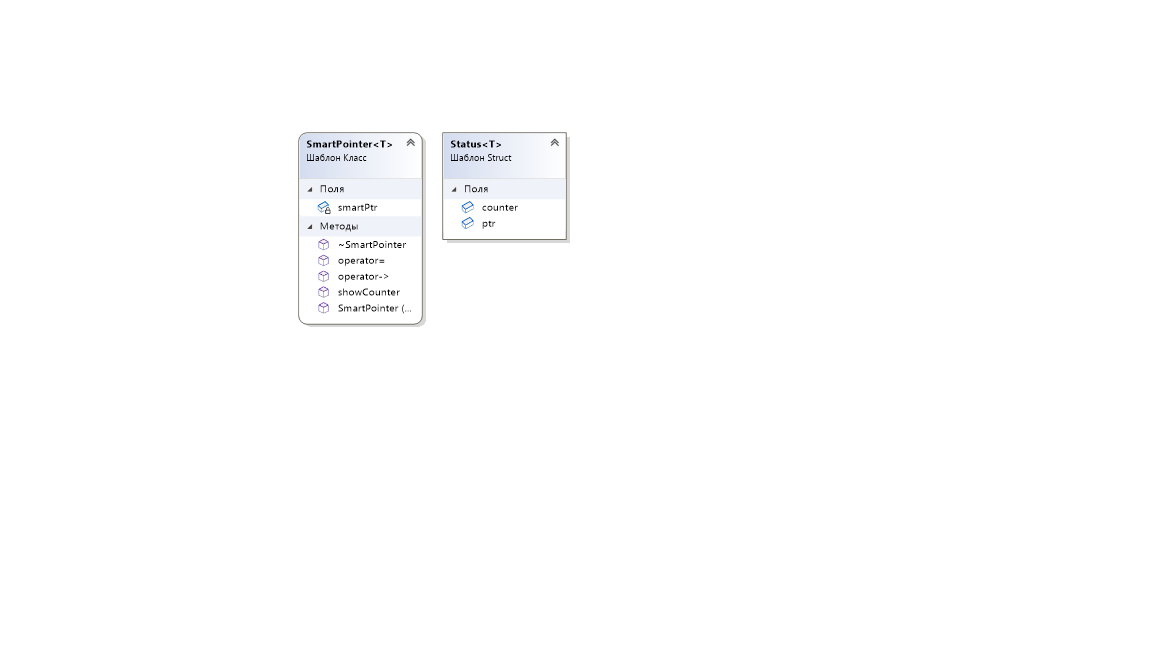 SmartPointer<T>
Шаблон Класс
Поля
smartPtr
Методы
~SmartPointer
operator=
operator->
showCounter
SmartPointer (...
Status<T>
Шаблон Struct
Поля
counter
ptr